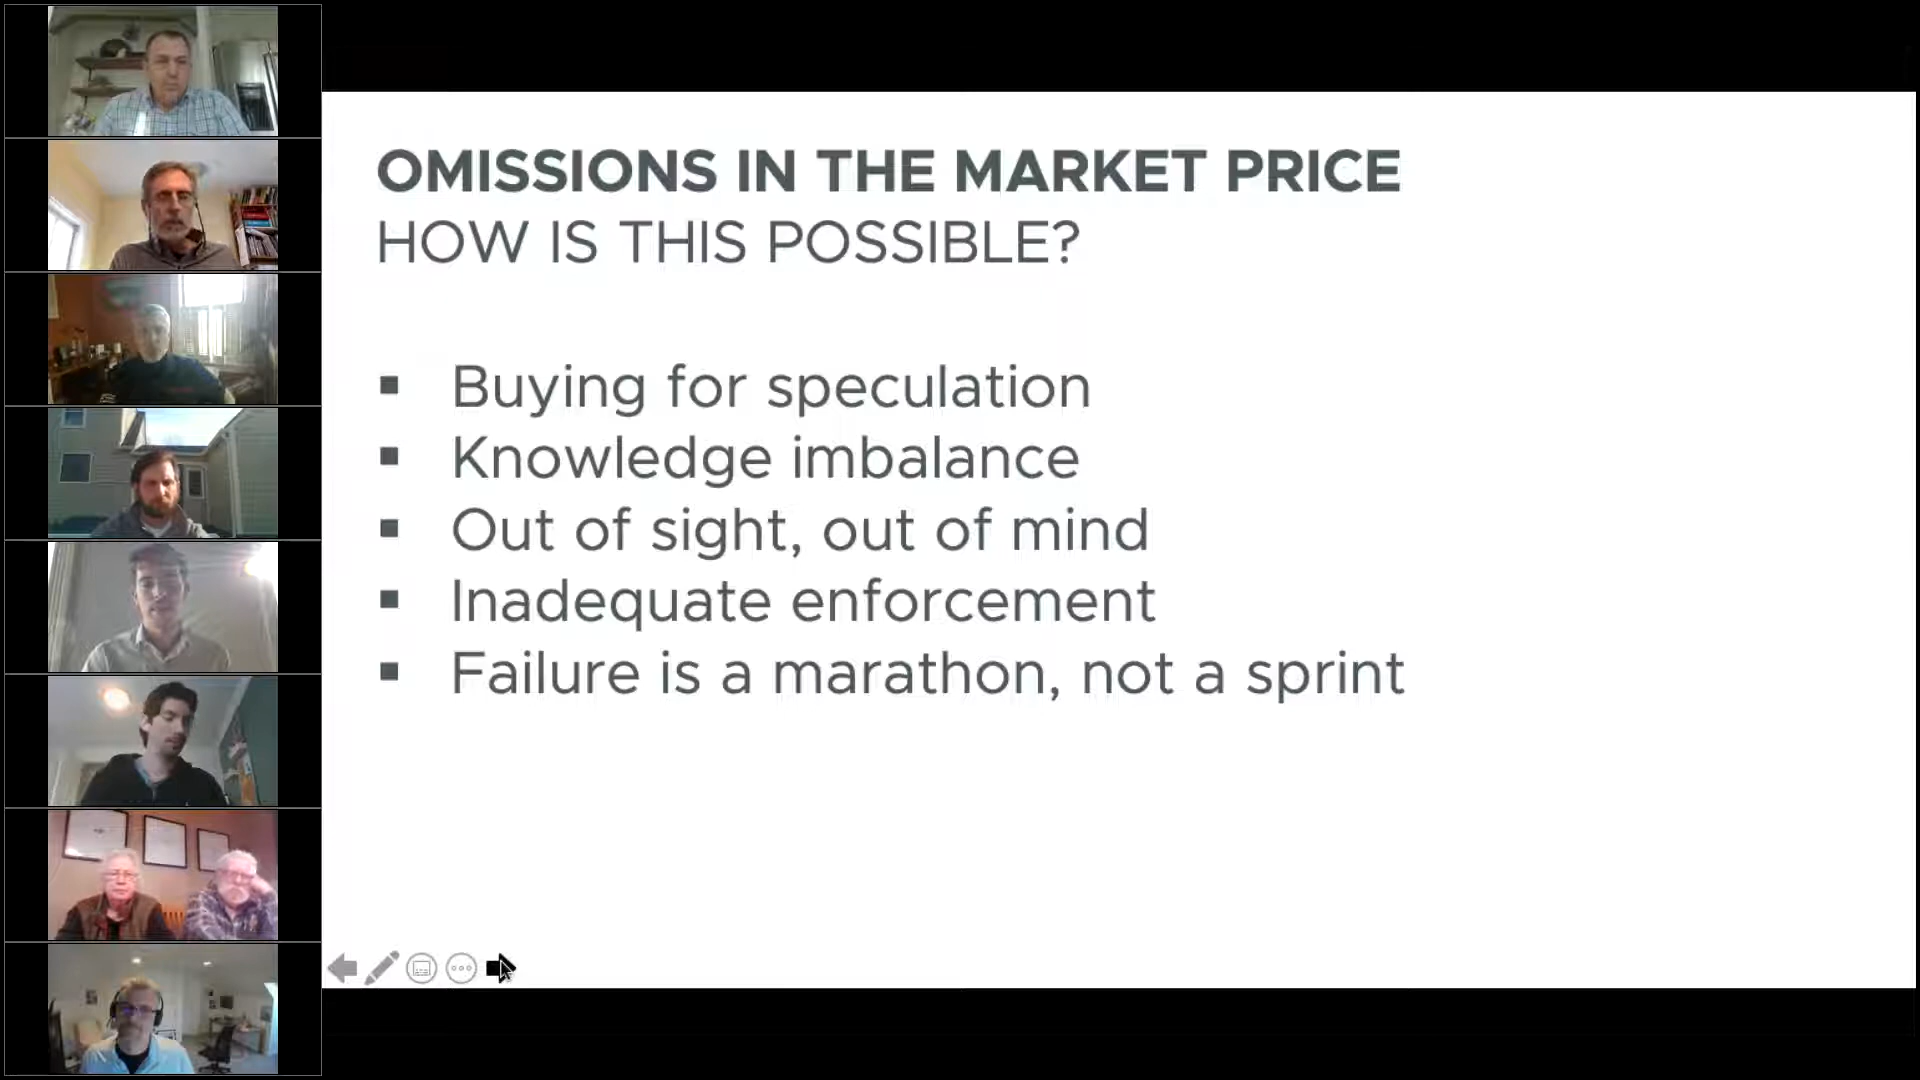 OMISSIONS IN THE MARKET PRICE
HOW IS THIS POSSIBLE?
▪ Buying for speculation
▪ Knowledge imbalance
▪ Out of sight, out of mind
▪ Inadequate enforcement
▪ Failure is a marathon, not a sprint